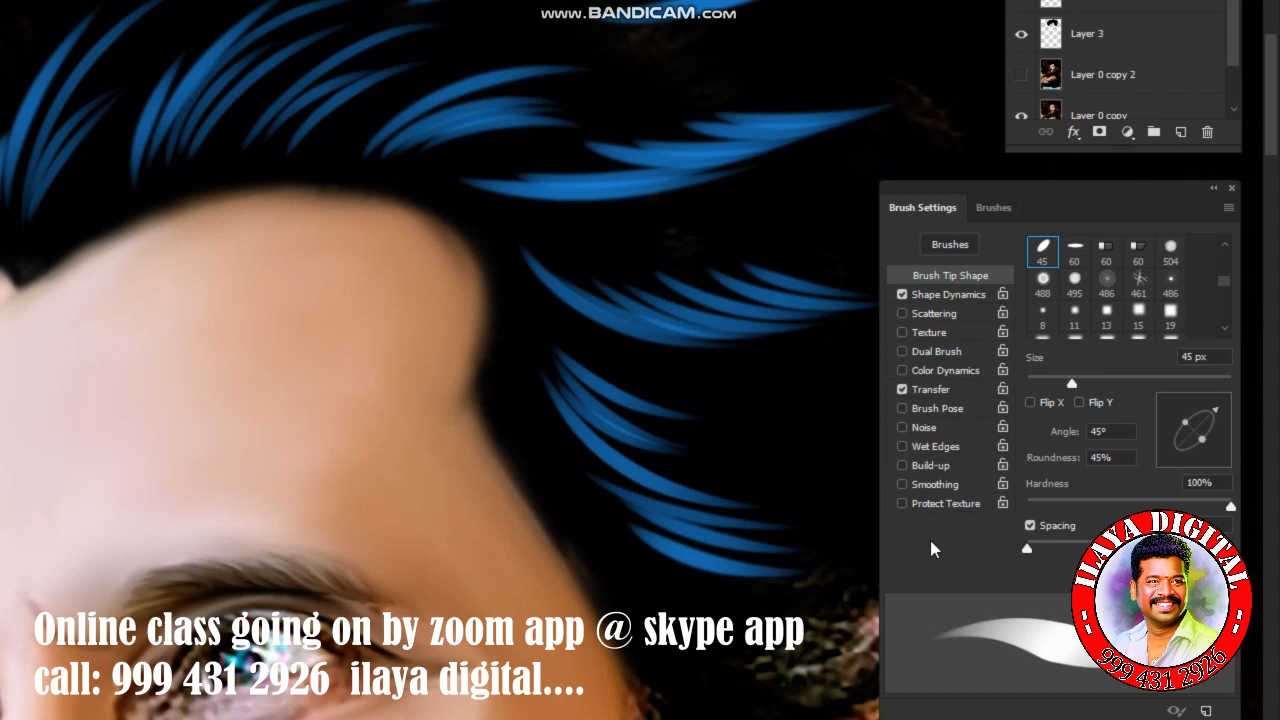 www.BANDICAM.com
Layer 3
Layer 0 copy 2
Layer 0 copy
fx
Brush Settings
Brushes
Brushes
45 60 60 60 504
Brush Tip Shape
488 495 486 461 486
Shape Dynamics
Scattering
8 11 13 15 19
Texture
Dual Brush
Size 45 px
Color Dynamics
Transfer
Flip X Flip Y
Brush Pose
Noise
Angle: 45°
Wet Edges
Roundness: 45%
Build-up
Smoothing
Hardness 100%
Protect Texture
Spacing
ILAYA DIGITAL
999 431 2926
Online class going on by zoom app @ skype app
call: 999 431 2926 ilaya digital....